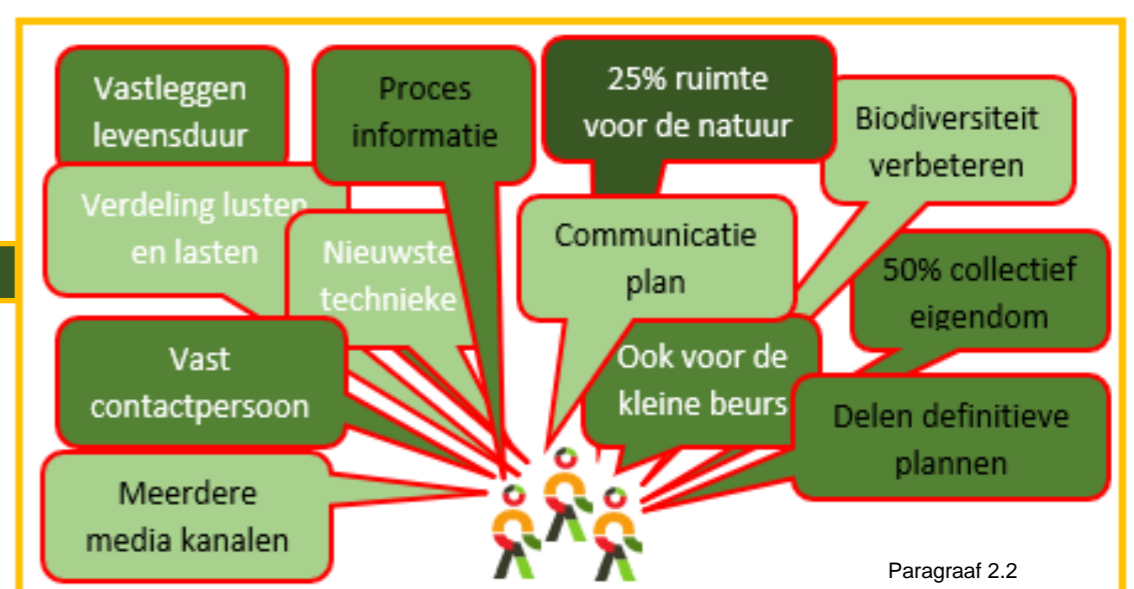 Vastleggen
levensduur
Proces
informatie
25% ruimte
voor de natuur
Biodiversiteit
verbeteren
Verdeling lusten
en lasten
Nieuwste
technieke
Communicatie
plan
50% collectief
eigendom
Vast
contactpersoon
Ook voor de
kleine beurs
Delen definitieve
plannen
Meerdere
media kanalen
Paragraaf 2.2